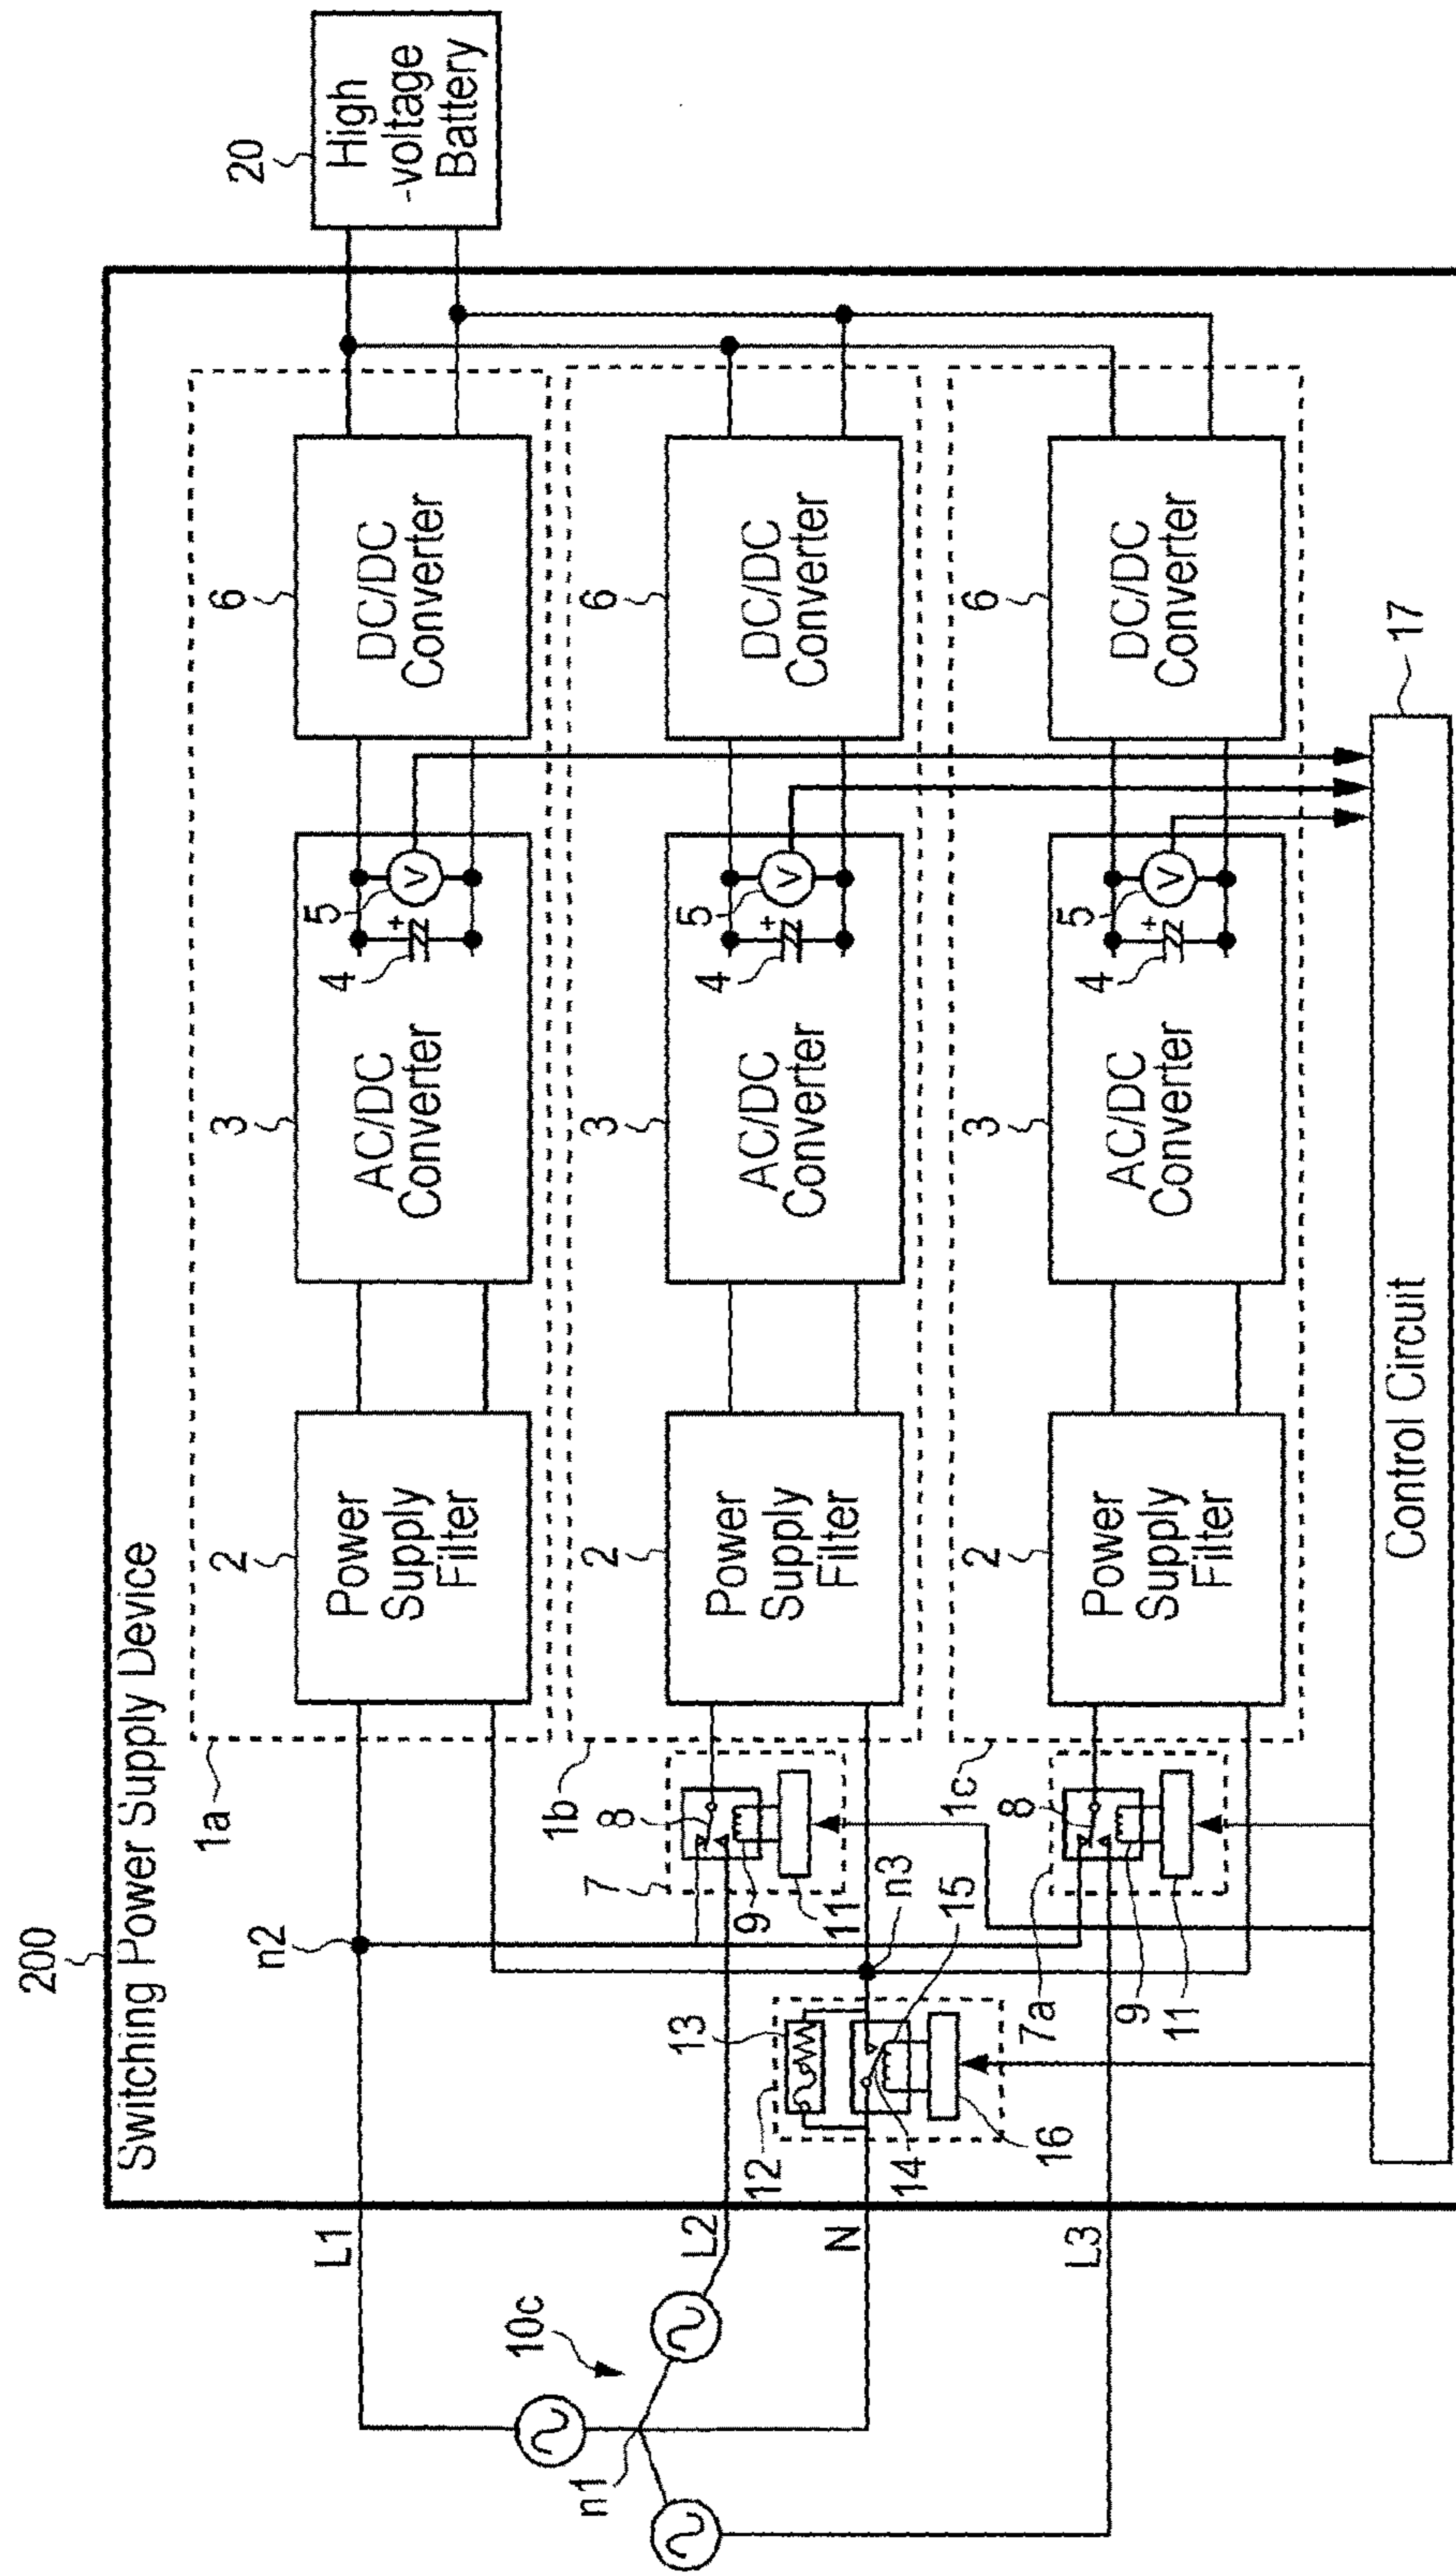 200
Switching Power Supply Device
20
High
-voltage
Battery
1a
2
Power
Supply
Filter
3
AC/DC
Converter
4
5
+
V
6
DC/DC
Converter
1b
2
Power
Supply
Filter
3
AC/DC
Converter
4
5
+
V
6
DC/DC
Converter
1c
2
Power
Supply
Filter
3
AC/DC
Converter
4
5
+
V
6
DC/DC
Converter
L1
L2
N
L3
10c
n1
n2
n3
7
8
9
11
7a
8
9
11
12
13
14
15
16
17
Control Circuit